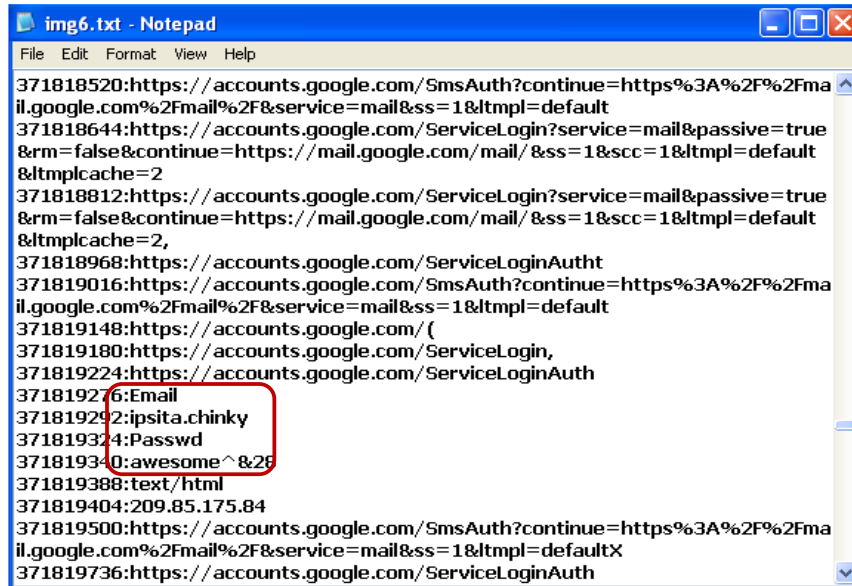 img6.txt - Notepad
File Edit Format View Help
371818520:https://accounts.google.com/SmsAuth?continue=https%3A%2F%2Fma
il.google.com%2Fmail%2F&service=mail&ss=1&ltmpl=default
371818644:https://accounts.google.com/ServiceLogin?service=mail&passive=true
&rm=false&continue=https://mail.google.com/mail/&ss=1&scc=1&ltmpl=default
&ltmplcache=2
371818812:https://accounts.google.com/ServiceLogin?service=mail&passive=true
&rm=false&continue=https://mail.google.com/mail/&ss=1&scc=1&ltmpl=default
&ltmplcache=2,
371818968:https://accounts.google.com/ServiceLoginAutht
371819016:https://accounts.google.com/SmsAuth?continue=https%3A%2F%2Fma
il.google.com%2Fmail%2F&service=mail&ss=1&ltmpl=default
371819148:https://accounts.google.com/(
371819180:https://accounts.google.com/ServiceLogin,
371819224:https://accounts.google.com/ServiceLoginAuth
371819276:Email
371819292:ipsita.chinky
371819324:Passwd
371819340:awesome^&28
371819388:text/html
371819404:209.85.175.84
371819500:https://accounts.google.com/SmsAuth?continue=https%3A%2F%2Fma
il.google.com%2Fmail%2F&service=mail&ss=1&ltmpl=defaultX
371819736:https://accounts.google.com/ServiceLoginAuth